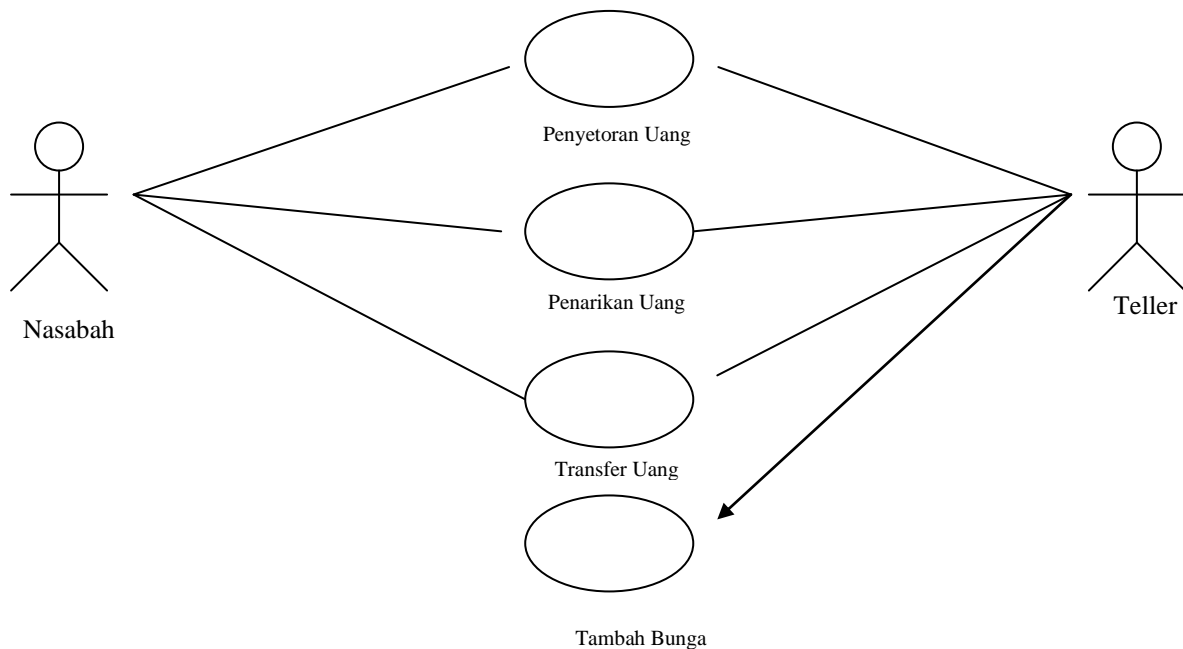 Penyetoran Uang
Penarikan Uang
Teller
Nasabah
Transfer Uang
Tambah Bunga